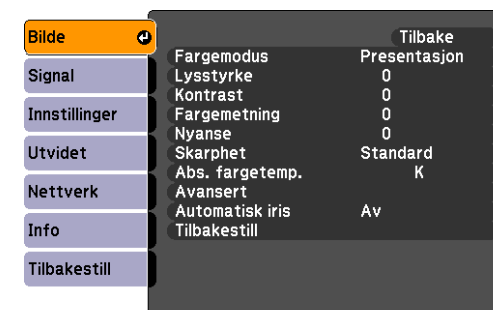 Bilde
Signal
Innstillinger
Utvidet
Nettverk
Info
Tilbakestill
Tilbake
Fargemodus Presentasjon
Lysstyrke 0
Kontrast 0
Fargemetning 0
Nyanse 0
Skarphet Standard
Abs. fargetemp. K
Avansert
Automatisk iris Av
Tilbakestill